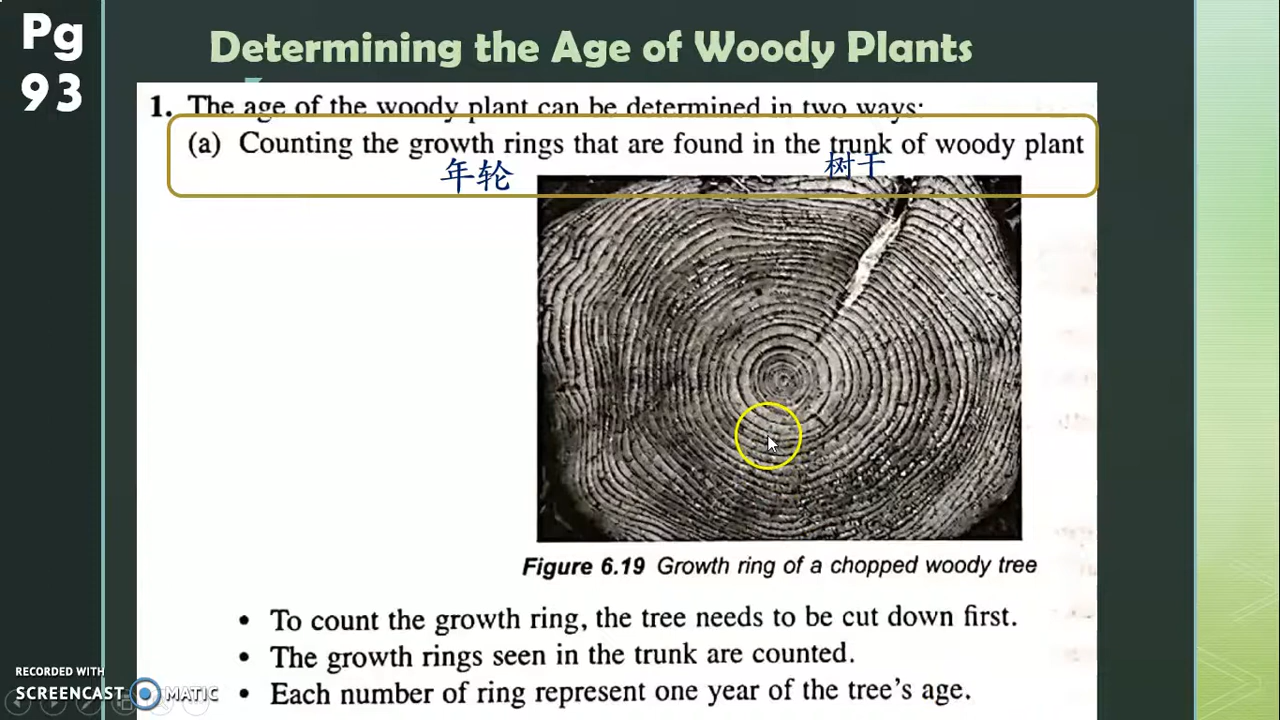 Pg
93
Determining the Age of Woody Plants
1. The age of the woody plant can be determined in two ways:
(a) Counting the growth rings that are found in the trunk of woody plant
年轮
树干
Figure 6.19 Growth ring of a chopped woody tree
• To count the growth ring, the tree needs to be cut down first.
• The growth rings seen in the trunk are counted.
• Each number of ring represent one year of the tree's age.
RECORDED WITH
SCREENCAST MATIC